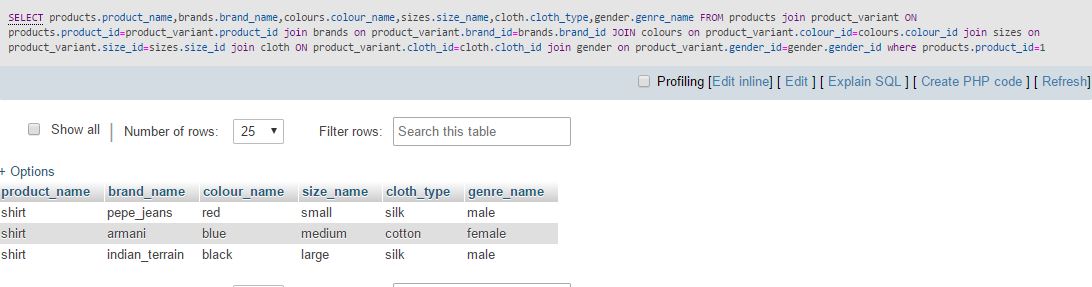 SELECT products.product_name,brands.brand_name,colours.colour_name,sizes.size_name,cloth.cloth_type,gender.genre_name FROM products join product_variant ON
products.product_id=product_variant.product_id join brands on product_variant.brand_id=brands.brand_id JOIN colours on product_variant.colour_id=colours.colour_id join sizes on
product_variant.size_id=sizes.size_id join cloth ON product_variant.cloth_id=cloth.cloth_id join gender on product_variant.gender_id=gender.gender_id where products.product_id=1
Profiling [Edit inline] [ Edit ] [ Explain SQL ] [ Create PHP code ] [ Refresh]
Show all | Number of rows: 25 Filter rows: Search this table
+ Options
product_name brand_name colour_name size_name cloth_type genre_name
shirt pepe_jeans red small silk male
shirt armani blue medium cotton female
shirt indian_terrain black large silk male